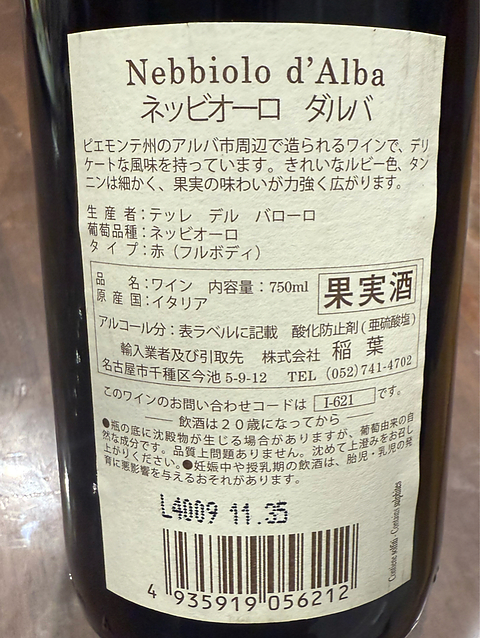 Nebbiolo d'Alba
ネッビオーロ ダルバ
ピエモンテ州のアルバ市周辺で造られるワインで、デリ
ケートな風味を持っています。きれいなルビー色、タン
ニンは細かく、果実の味わいが力強く広がります。
生産者：テッレ デル バローロ
葡萄品種：ネッビオーロ
タイプ：赤（フルボディ）
品名：ワイン 内容量：750ml
原産国：イタリア
果実酒
アルコール分：表ラベルに記載 酸化防止剤(亜硫酸塩)
輸入業者及び引取先 株式会社 稲葉
名古屋市千種区今池 5-9-12 TEL (052)741-4702
このワインのお問い合わせコードは I-621 です。
飲酒は20歳になってから
●瓶の底に沈殿物が生じる場合がありますが、葡萄由来の自
然な成分です。品質上問題ありません。沈めて上澄みをお召し
上がりください。●妊娠中や授乳期の飲酒は、胎児・乳児の発
育に悪影響を与えるおそれがあります。
L4009 11.35
Contiene solfiti - Contains sulphites
4 935919 056212